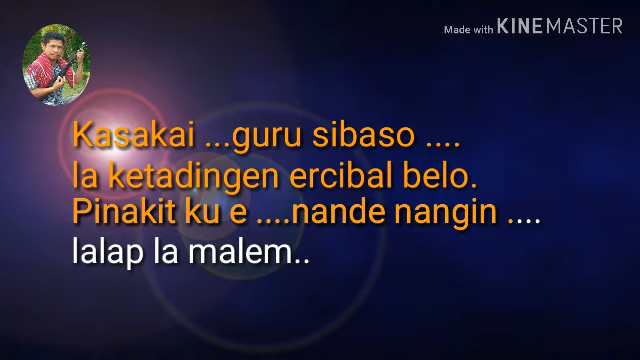 Made with KINEMASTER
Kasakai ...guru sibaso ....
la ketadingen ercibal belo.
Pinakit ku e ....nande nangin ....
lalap la malem..